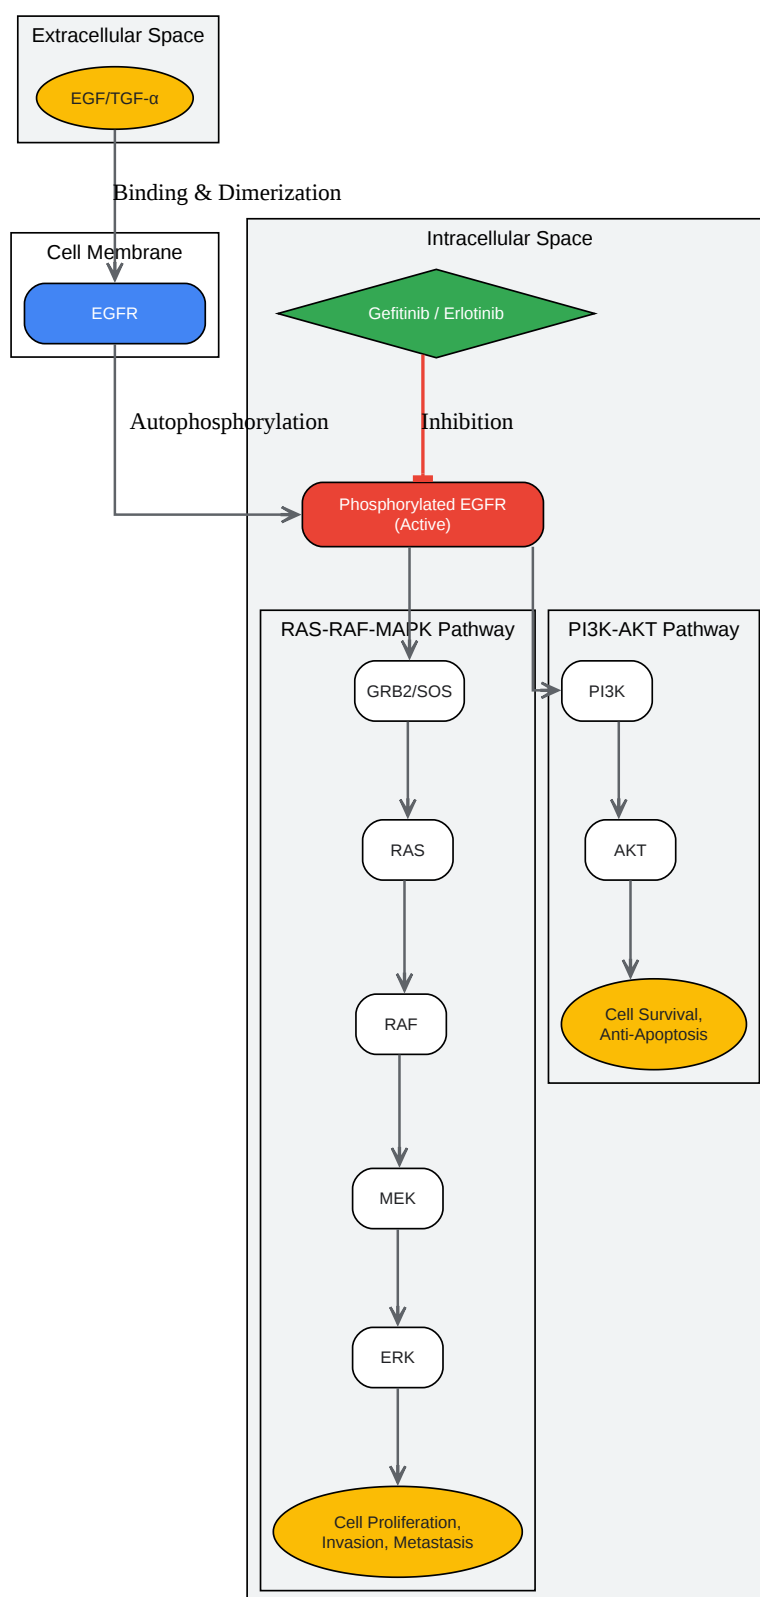 Extracellular Space
EGF/TGF-α
Binding & Dimerization
Cell Membrane
EGFR
Intracellular Space
Gefitinib / Erlotinib
Autophosphorylation
Inhibition
Phosphorylated EGFR
(Active)
RAS-RAF-MAPK Pathway
GRB2/SOS
RAS
RAF
MEK
ERK
Cell Proliferation,
Invasion, Metastasis
PI3K-AKT Pathway
PI3K
AKT
Cell Survival,
Anti-Apoptosis